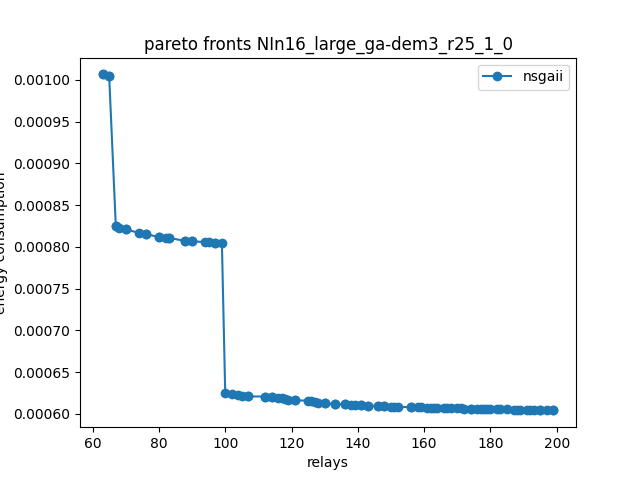 pareto fronts NIn16_large_ga-dem3_r25_1_0
nsgaii
0.00100
0.00095
0.00090
0.00085
0.00080
0.00075
0.00070
0.00065
0.00060
energy consumption
60 80 100 120 140 160 180 200
relays